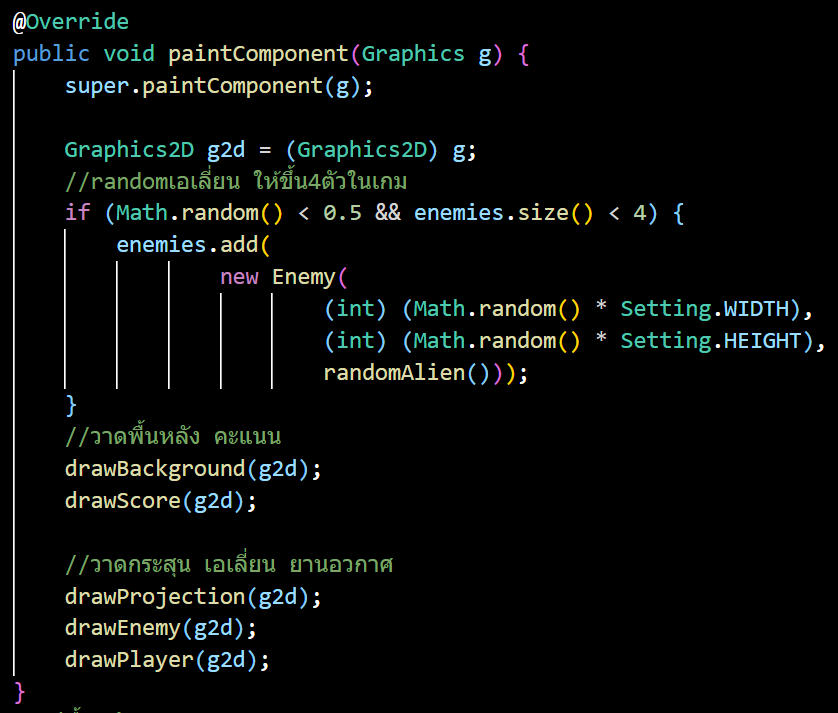 @Override
public void paintComponent(Graphics g) {
super.paintComponent(g);
Graphics2D g2d = (Graphics2D) g;
//randomเอเลี่ยน ให้ขึ้น4ตัวในเกม
if (Math.random() < 0.5 && enemies.size() < 4) {
enemies.add(
new Enemy(
(int) (Math.random() * Setting.WIDTH),
(int) (Math.random() * Setting.HEIGHT),
randomAlien()));
}
//วาดพื้นหลัง คะแนน
drawBackground(g2d);
drawScore(g2d);
//วาดกระสุน เอเลี่ยน ยานอวกาศ
drawProjection(g2d);
drawEnemy(g2d);
drawPlayer(g2d);
}